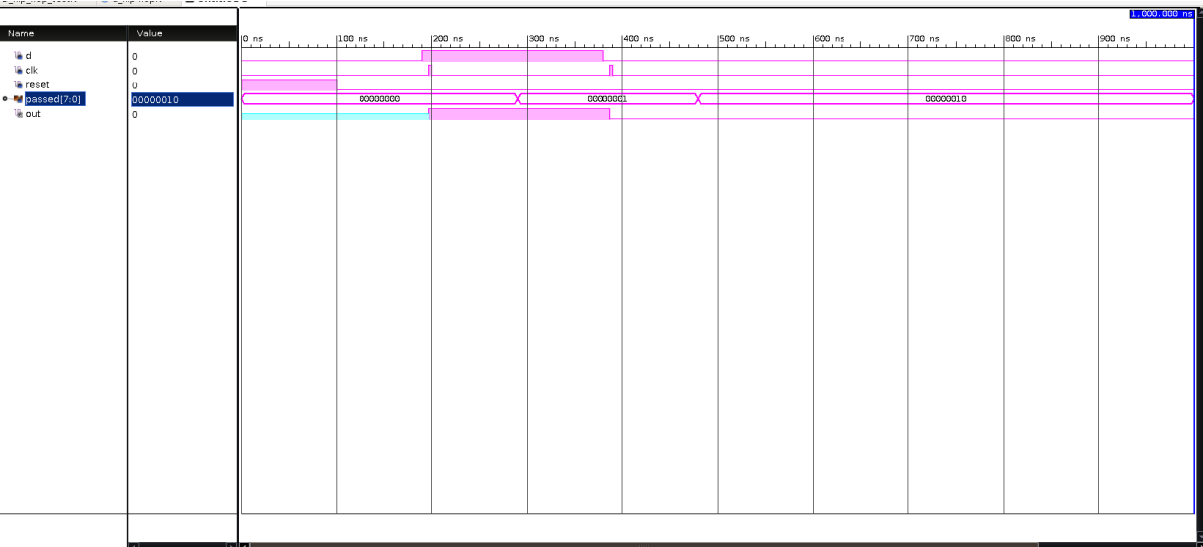 1,000.000 ns
Name Value
0 ns 100 ns 200 ns 300 ns 400 ns 500 ns 600 ns 700 ns 800 ns 900 ns
d 0
clk 0
reset 0
passed[7:0] 00000010 00000000 00000001 00000010
out 0